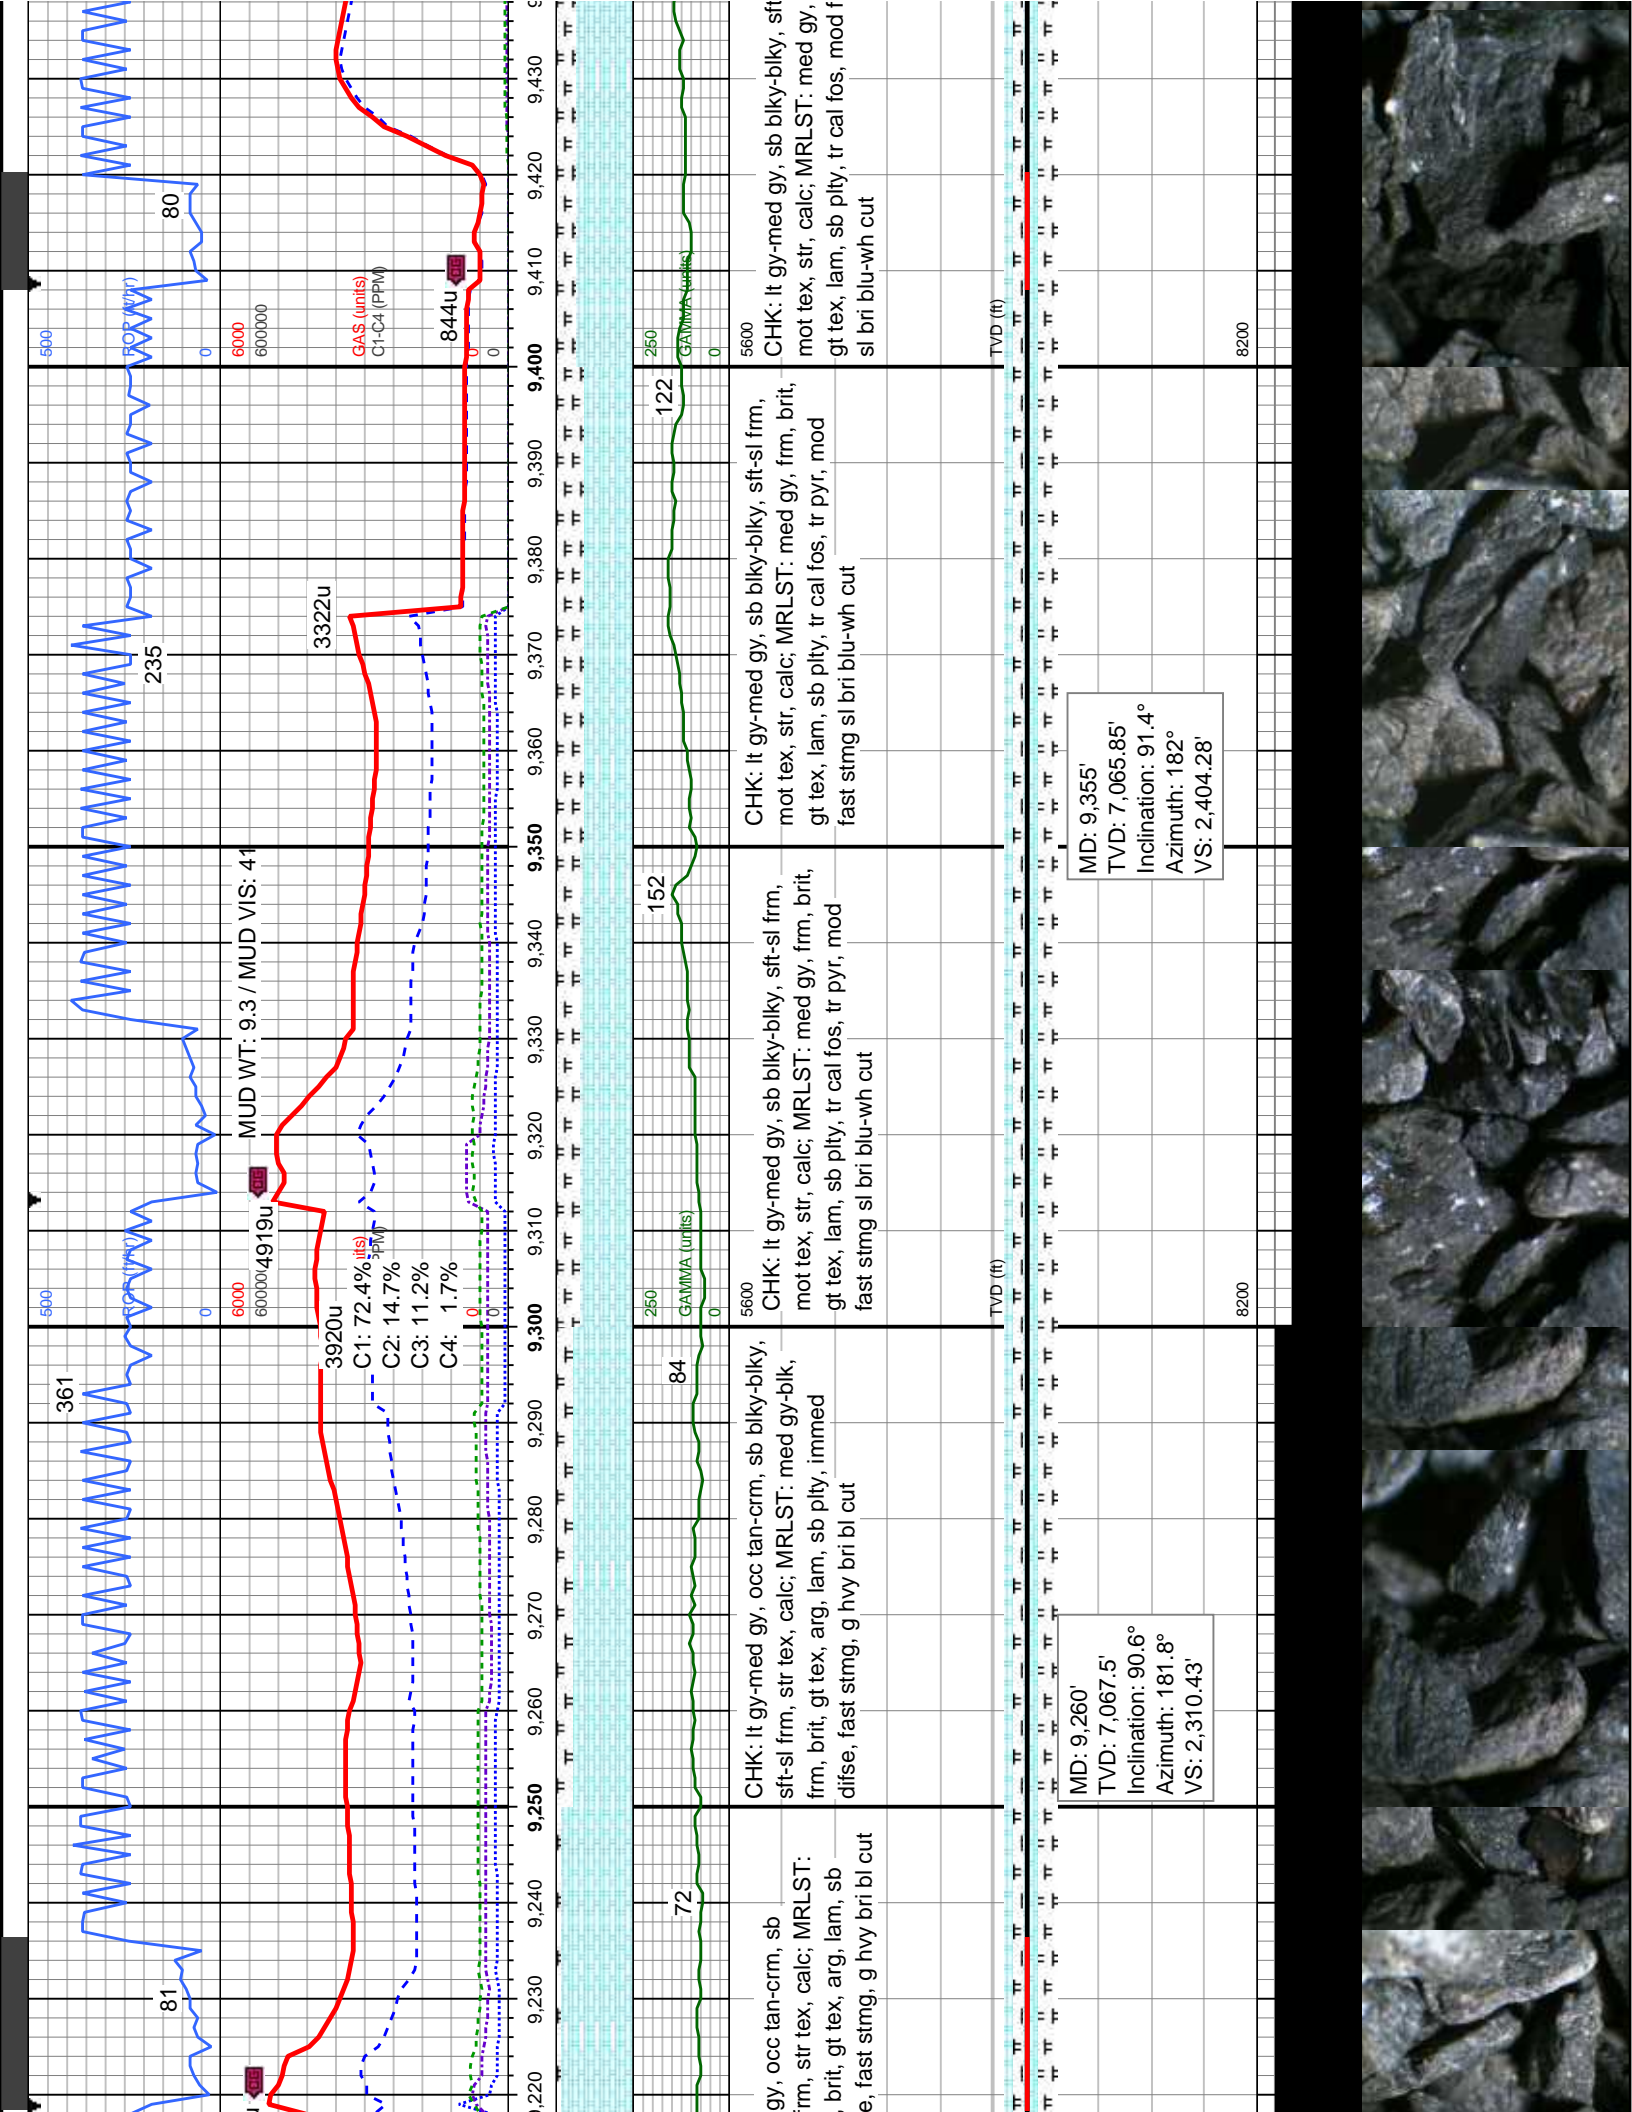 500
ROP (ft/hr)
0
6000
600000
GAS (units)
C1-C4 (PPM)
0
0
250
GAMMA (units)
0
5600
TVD (ft)
8200
500
ROP (ft/hr)
0
6000
60000
PPM)
0
0
250
GAMMA (units)
0
5600
TVD (ft)
8200
9,220
9,230
9,240
9,250
9,260
9,270
9,280
9,290
9,300
9,310
9,320
9,330
9,340
9,350
9,360
9,370
9,380
9,390
9,400
9,410
9,420
9,430
81
361
235
80
CG
4919u
CG
3920u
C1: 72.4%
C2: 14.7%
C3: 11.2%
C4: 1.7%
MUD WT: 9.3 / MUD VIS: 41
3322u
844u
CG
72
84
152
122
gy, occ tan-crm, sb
frm, str tex, calc; MRLST:
, brit, gt tex, arg, lam, sb
e, fast stmg, g hvy bri bl cut
CHK: lt gy-med gy, occ tan-crm, sb blky-blky,
sft-sl frm, str tex, calc; MRLST: med gy-blk,
frm, brit, gt tex, arg, lam, sb plty, immed
difse, fast stmg, g hvy bri bl cut
CHK: lt gy-med gy, sb blky-blky, sft-sl frm,
mot tex, str, calc; MRLST: med gy, frm, brit,
gt tex, lam, sb plty, tr cal fos, tr pyr, mod
fast stmg sl bri blu-wh cut
CHK: lt gy-med gy, sb blky-blky, sft-sl frm,
mot tex, str, calc; MRLST: med gy, frm, brit,
gt tex, lam, sb plty, tr cal fos, tr pyr, mod
fast stmg sl bri blu-wh cut
CHK: lt gy-med gy, sb blky-blky, sft
mot tex, str, calc; MRLST: med gy,
gt tex, lam, sb plty, tr cal fos, mod f
sl bri blu-wh cut
MD: 9,260'
TVD: 7,067.5'
Inclination: 90.6°
Azimuth: 181.8°
VS: 2,310.43'
MD: 9,355'
TVD: 7,065.85'
Inclination: 91.4°
Azimuth: 182°
VS: 2,404.28'